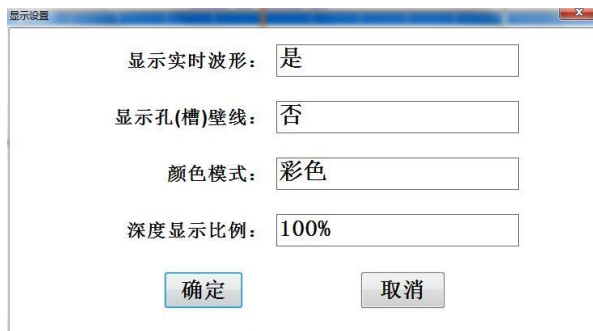 显示设置
显示实时波形： 是
显示孔(槽)壁线： 否
颜色模式： 彩色
深度显示比例： 100%
确定 取消